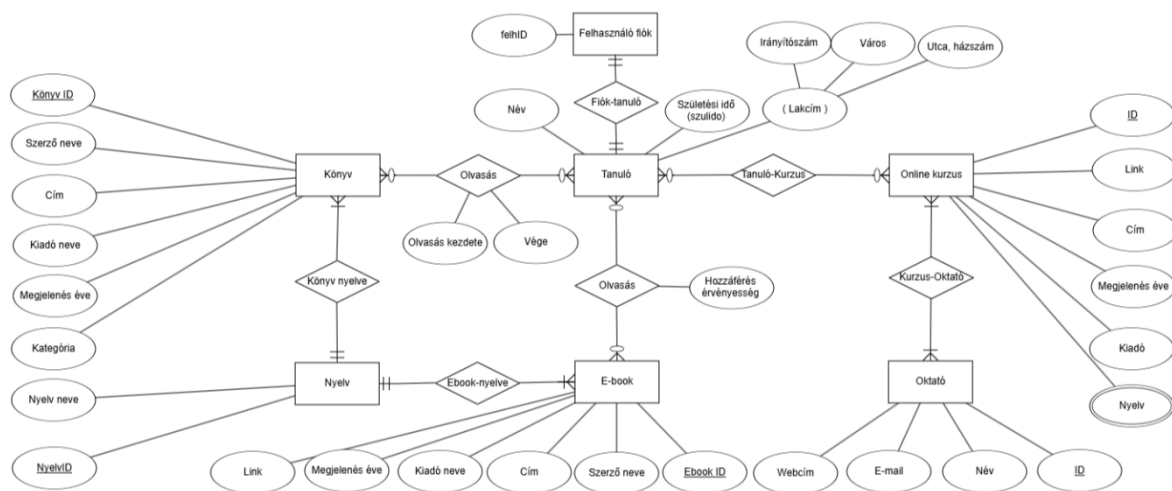 felhID
Felhasználó fiók
Irányítószám
Város
Utca, házszám
Könyv ID
Fiók-tanuló
Név
Születési idő
(szulido)
( Lakcím )
ID
Szerző neve
Link
Könyv
Olvasás
Tanuló
Tanuló-Kurzus
Online kurzus
Cím
Cím
Olvasás kezdete
Vége
Kiadó neve
Könyv nyelve
Olvasás
Hozzáférés
érvényesség
Kurzus-Oktató
Megjelenés éve
Megjelenés éve
Kategória
Kiadó
Nyelv
Ebook-nyelve
E-book
Oktató
Nyelv neve
Nyelv
NyelvID
Link
Megjelenés éve
Kiadó neve
Cím
Szerző neve
Ebook ID
Webcím
E-mail
Név
ID